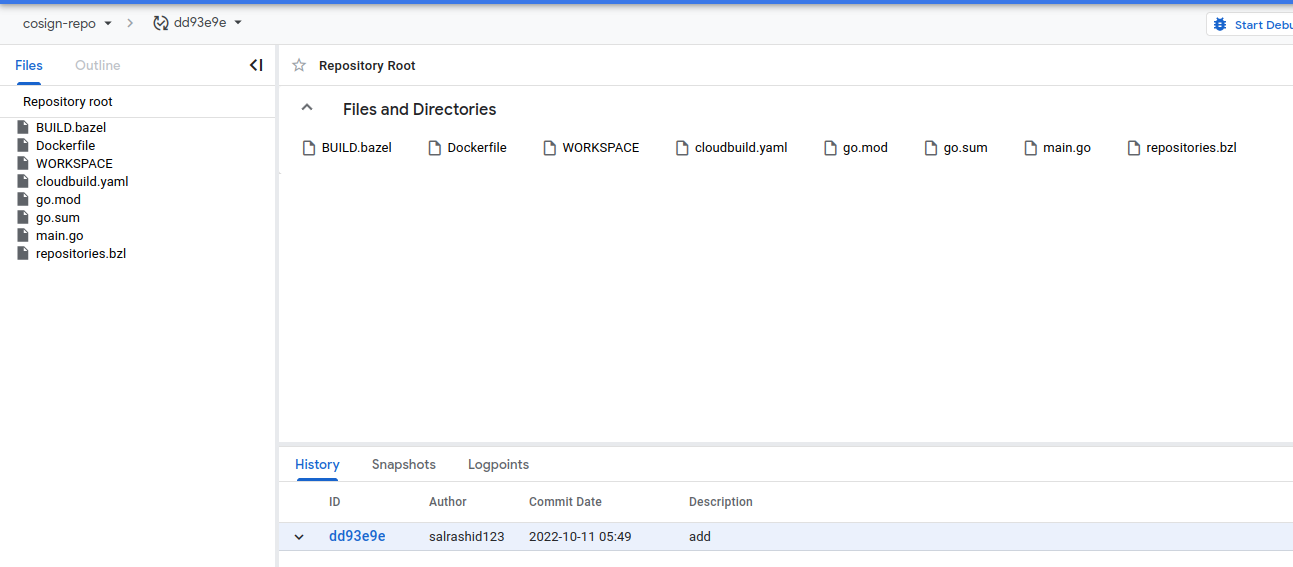 cosign-repo dd93e9e Start Debu
Files Outline
Repository root
BUILD.bazel
Dockerfile
WORKSPACE
cloudbuild.yaml
go.mod
go.sum
main.go
repositories.bzl
Repository Root
Files and Directories
BUILD.bazel Dockerfile WORKSPACE cloudbuild.yaml go.mod go.sum main.go repositories.bzl
History Snapshots Logpoints
ID Author Commit Date Description
dd93e9e salrashid123 2022-10-11 05:49 add